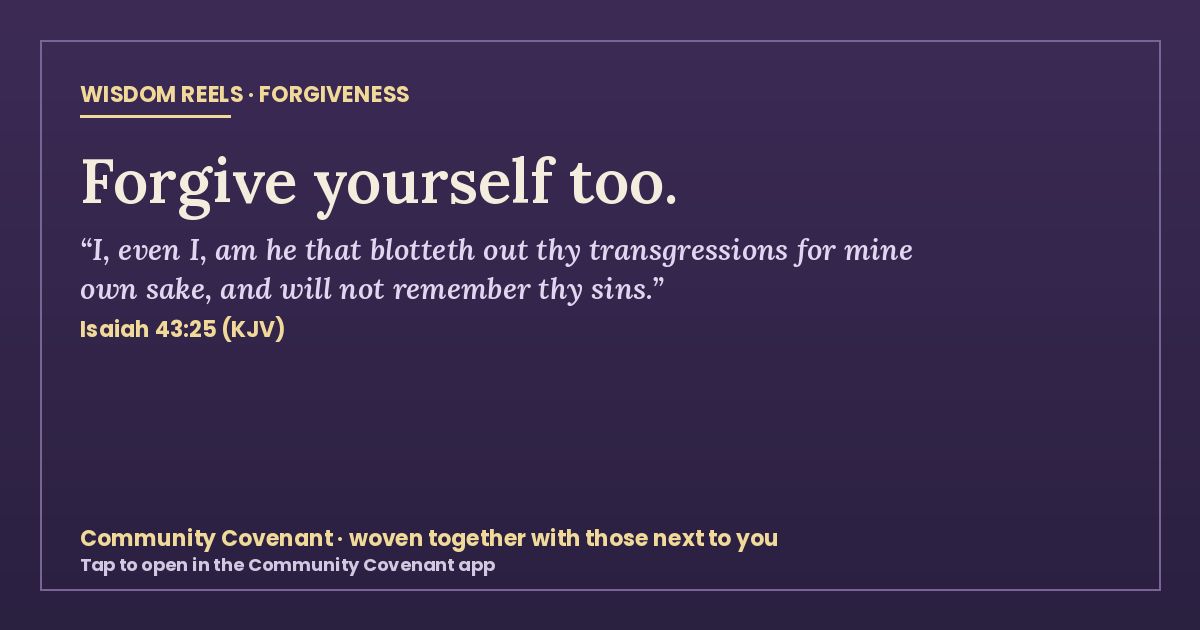 WISDOM REELS · FORGIVENESS
Forgive yourself too.
“I, even I, am he that blotteth out thy transgressions for mine
own sake, and will not remember thy sins.”
Isaiah 43:25 (KJV)
Community Covenant · woven together with those next to you
Tap to open in the Community Covenant app